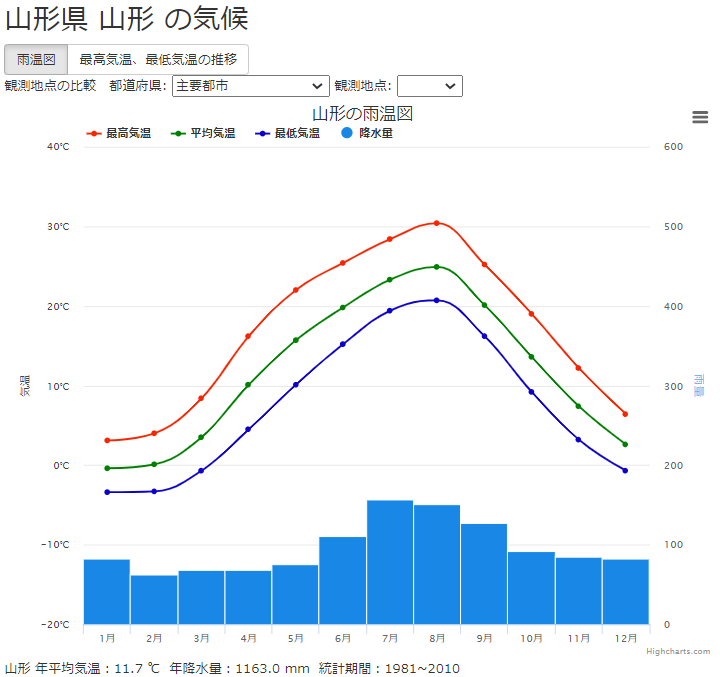 山形県 山形 の気候
雨温図 最高気温、最低気温の推移
観測地点の比較 都道府県: 主要都市 観測地点:
山形の雨温図
最高気温 平均気温 最低気温 降水量
40℃ 600
30℃ 500
20℃ 400
気温 10℃ 300 雨量
0℃ 200
-10℃ 100
-20℃ 0
1月 2月 3月 4月 5月 6月 7月 8月 9月 10月 11月 12月
Highcharts.com
山形 年平均気温：11.7 ℃ 年降水量：1163.0 mm 統計期間：1981~2010